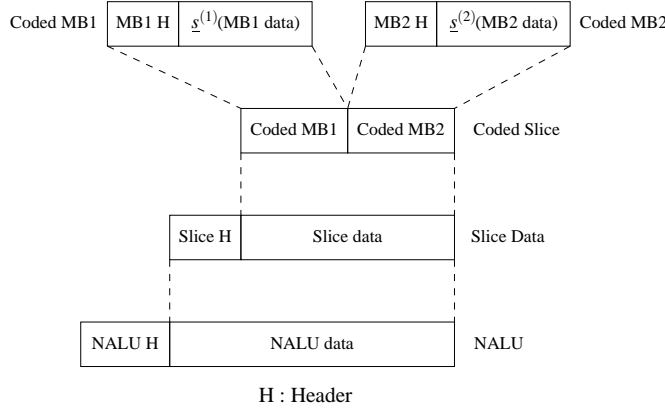 Coded MB1 MB1 H s^(1)(MB1 data) MB2 H s^(2)(MB2 data) Coded MB2
Coded MB1 Coded MB2 Coded Slice
Slice H Slice data Slice Data
NALU H NALU data NALU
H : Header